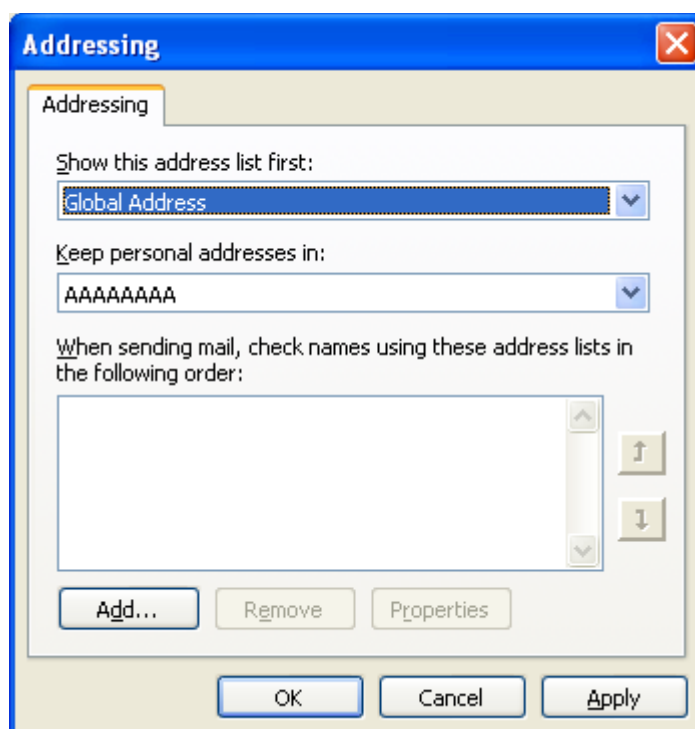 Addressing
Addressing
Show this address list first:
Global Address
Keep personal addresses in:
AAAAAAAA
When sending mail, check names using these address lists in
the following order:
Add... Remove Properties
OK Cancel Apply